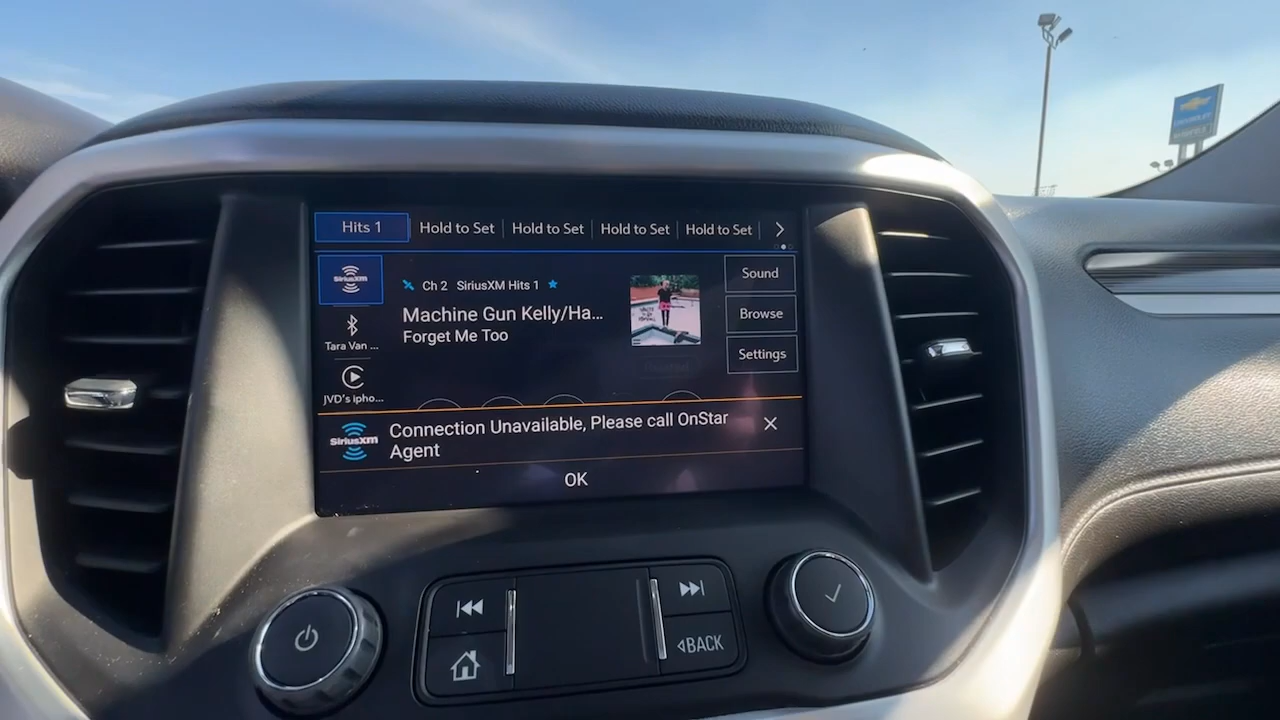 CHEVROLET
Hits 1
Hold to Set
Hold to Set
Hold to Set
Hold to Set
SiriusXM
Ch 2 SiriusXM Hits 1
Machine Gun Kelly/Ha...
Forget Me Too
Sound
Browse
Settings
Tara Van ...
JVD's ipho...
SiriusXM
Connection Unavailable, Please call OnStar
Agent
OK
BACK